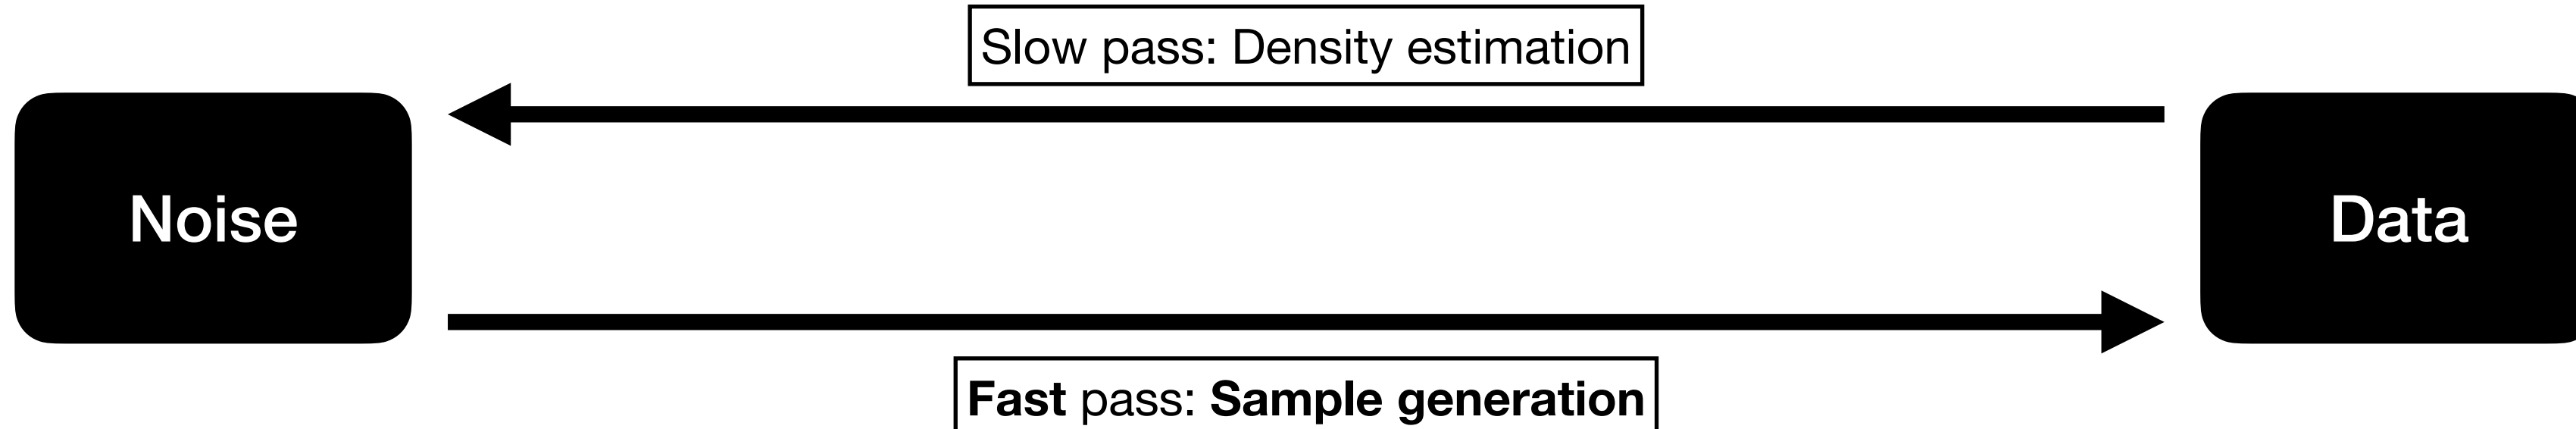 Slow pass: Density estimation
Noise
Data
Fast pass: Sample generation